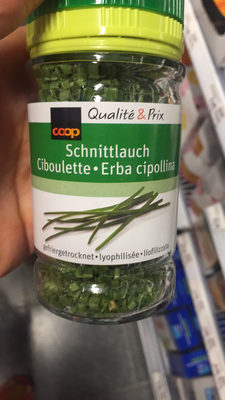 Qualité & Prix
coop
Schnittlauch
Ciboulette • Erba cipollina
gefriergetrocknet • lyophilisée • liofilizzata